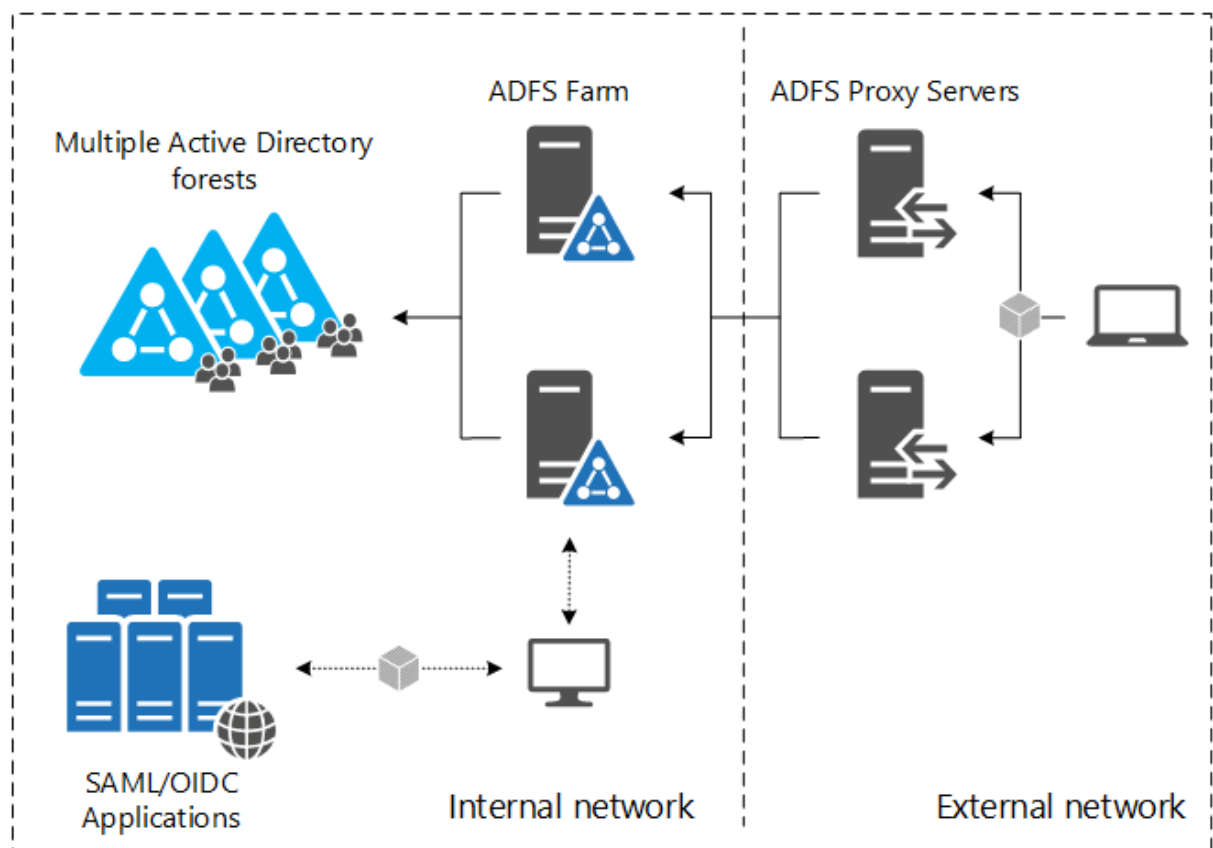 ADFS Farm
ADFS Proxy Servers
Multiple Active Directory
forests
SAML/OIDC
Applications
Internal network
External network